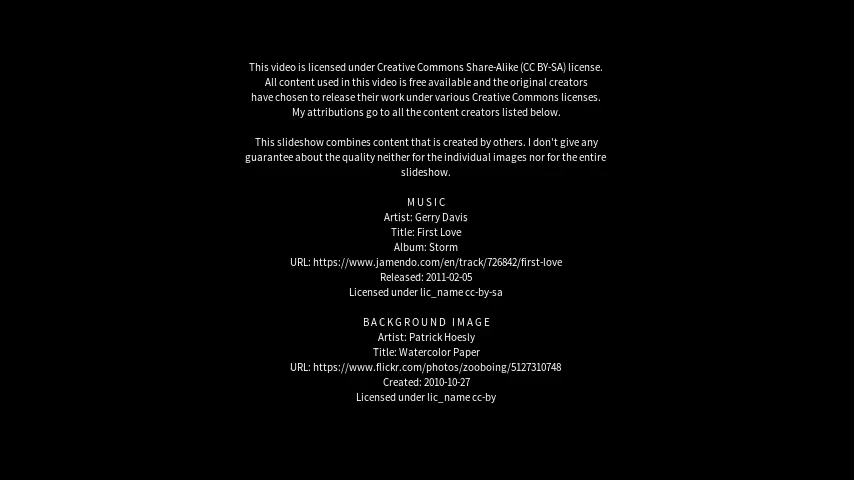 This video is licensed under Creative Commons Share-Alike (CC BY-SA) license.
All content used in this video is free available and the original creators
have chosen to release their work under various Creative Commons licenses.
My attributions go to all the content creators listed below.
This slideshow combines content that is created by others. I don't give any
guarantee about the quality neither for the individual images nor for the entire
slideshow.
MUSIC
Artist: Gerry Davis
Title: First Love
Album: Storm
URL: https://www.jamendo.com/en/track/726842/first-love
Released: 2011-02-05
Licensed under lic_name cc-by-sa
BACKGROUND IMAGE
Artist: Patrick Hoesly
Title: Watercolor Paper
URL: https://www.flickr.com/photos/zooboing/5127310748
Created: 2010-10-27
Licensed under lic_name cc-by